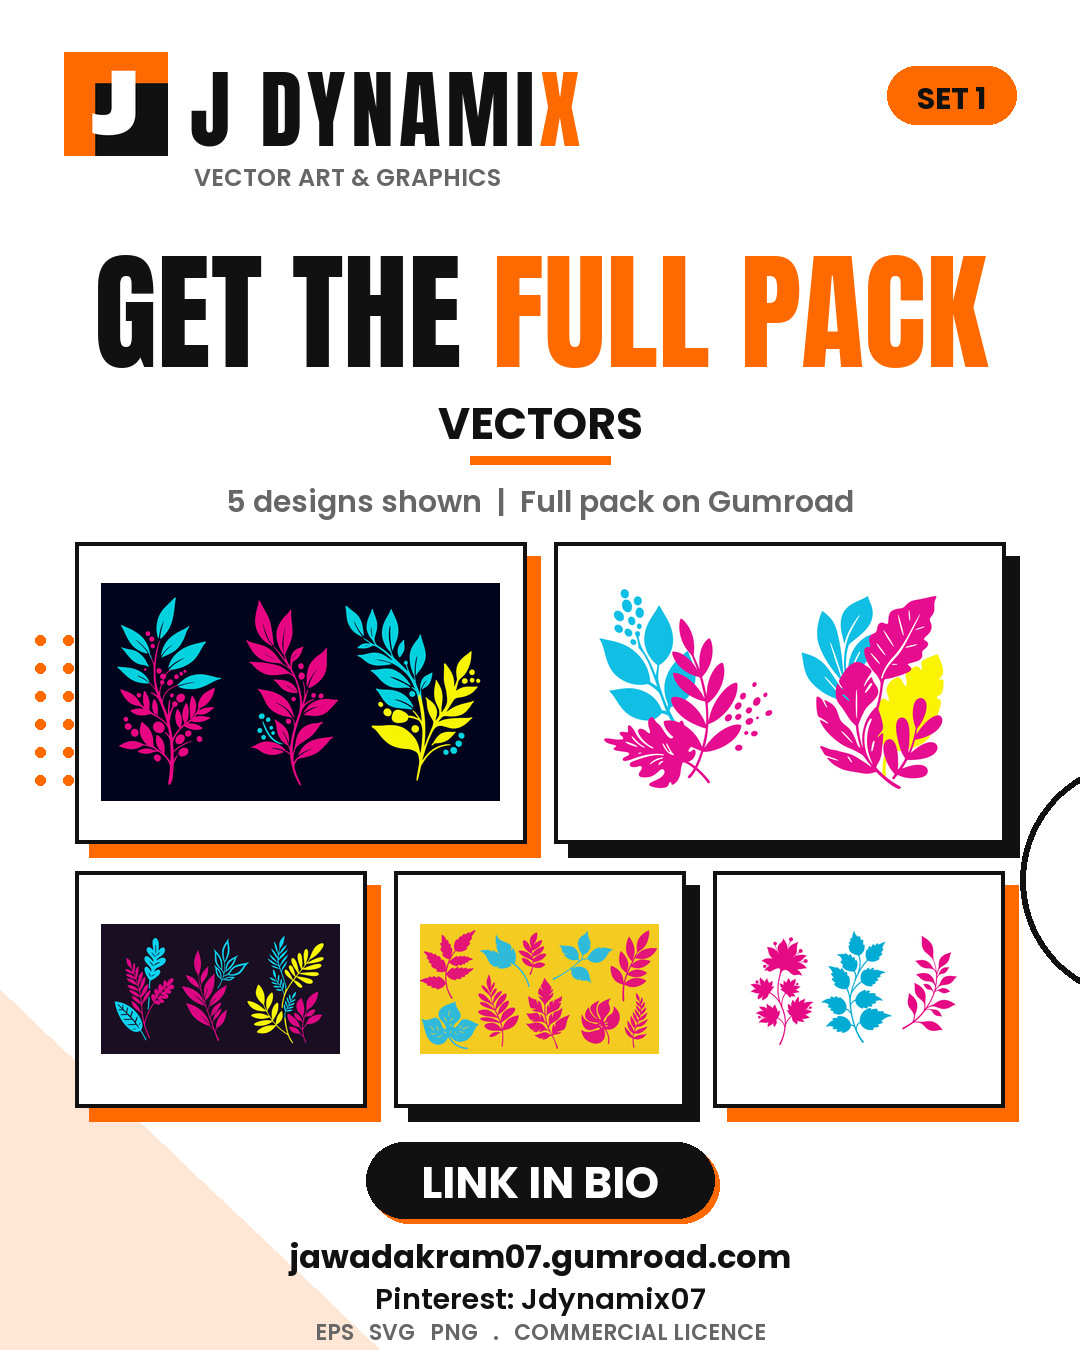 J
J DYNAMIX
VECTOR ART & GRAPHICS
SET 1
GET THE FULL PACK
VECTORS
5 designs shown | Full pack on Gumroad
LINK IN BIO
jawadakram07.gumroad.com
Pinterest: Jdynamix07
EPS SVG PNG . COMMERCIAL LICENCE